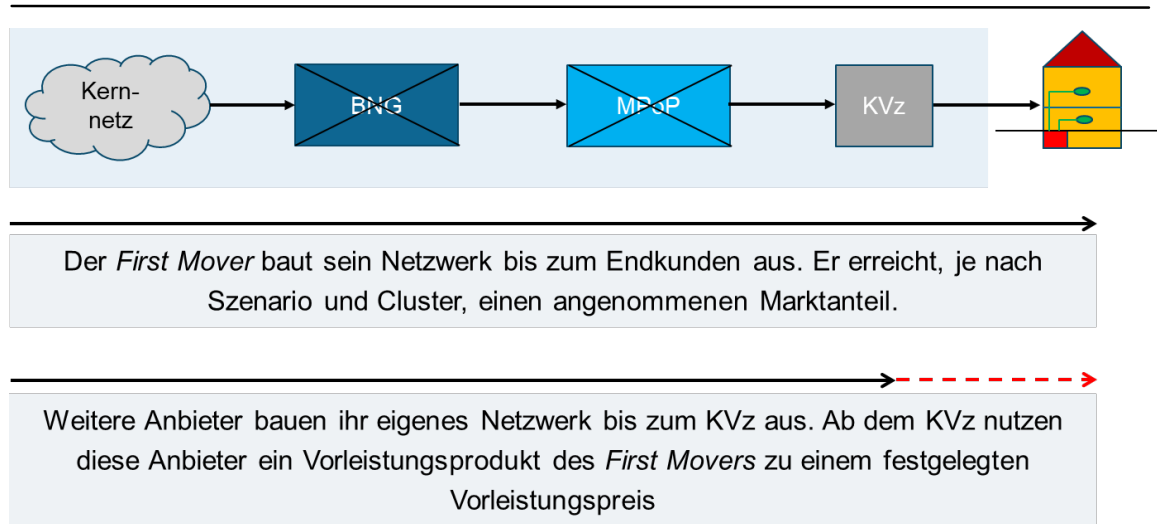 Kern-
netz
BNG
MPoP
KVz
Der First Mover baut sein Netzwerk bis zum Endkunden aus. Er erreicht, je nach
Szenario und Cluster, einen angenommenen Marktanteil.
Weitere Anbieter bauen ihr eigenes Netzwerk bis zum KVz aus. Ab dem KVz nutzen
diese Anbieter ein Vorleistungsprodukt des First Movers zu einem festgelegten
Vorleistungspreis